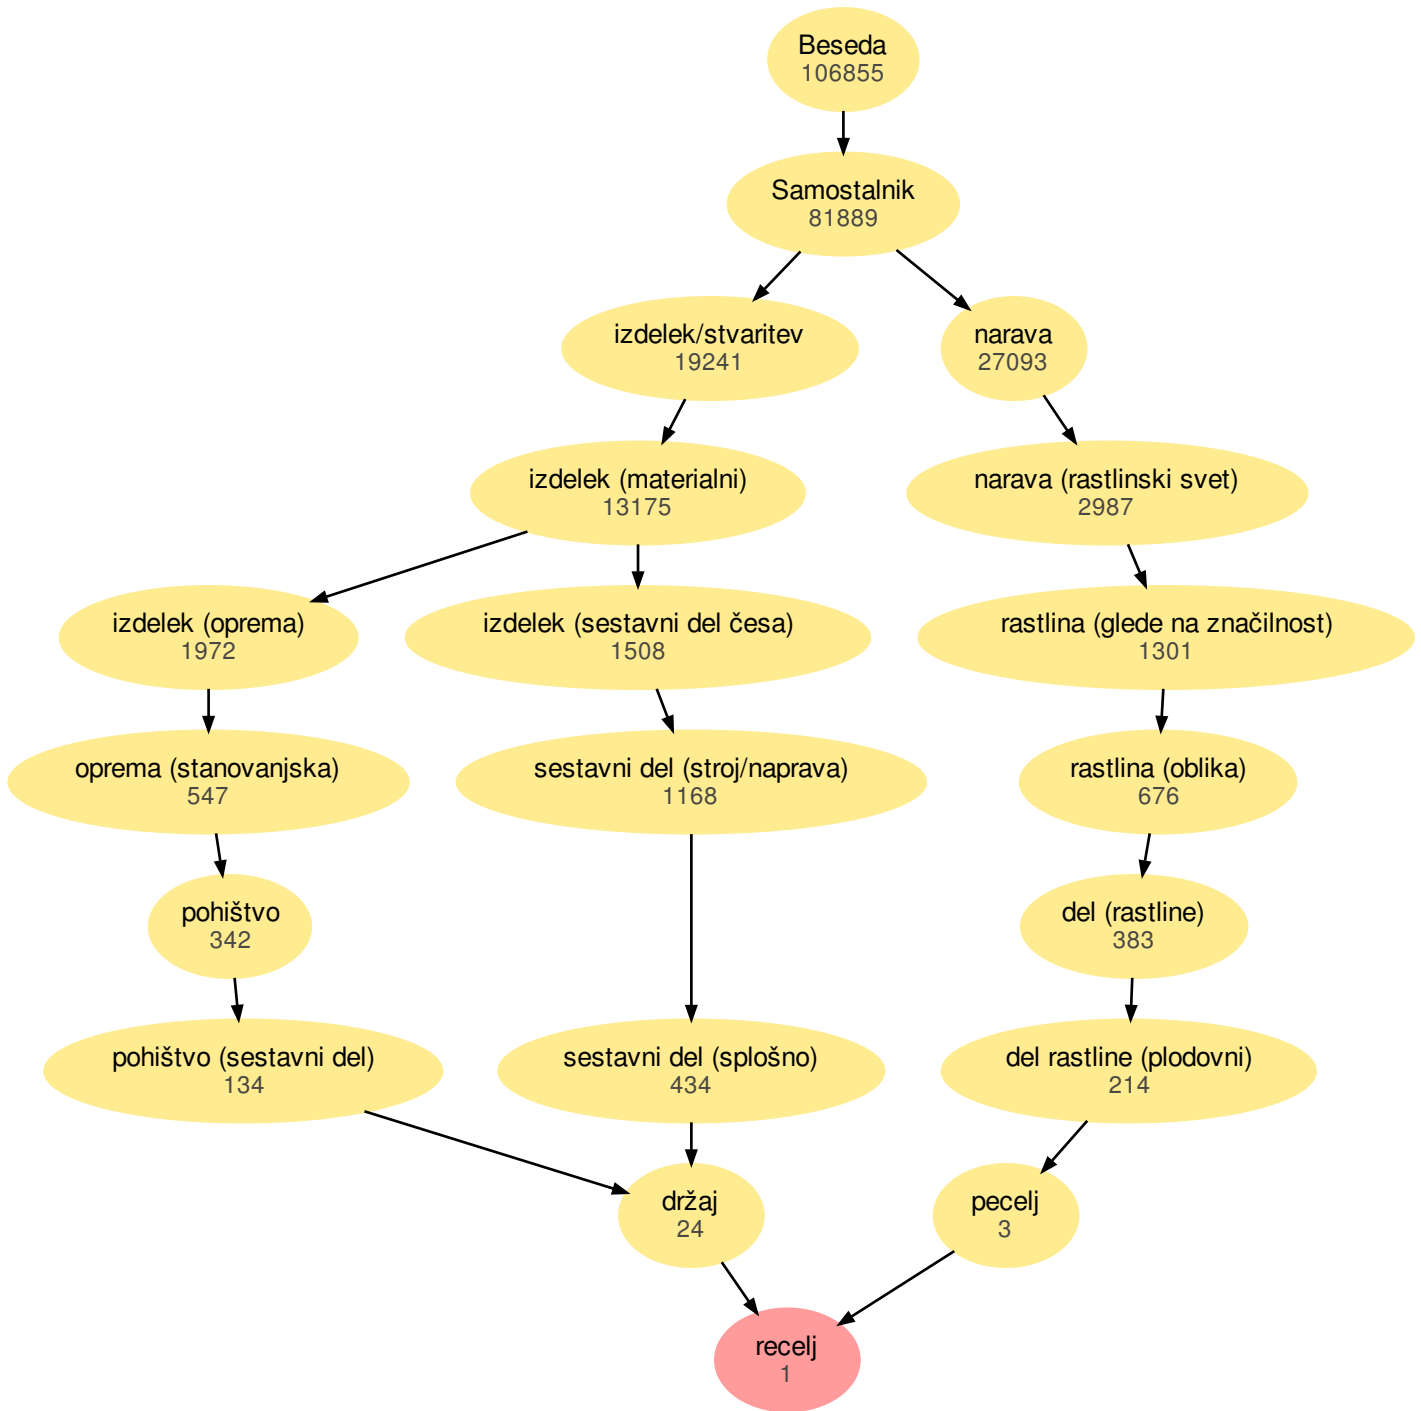 Beseda
106855
Samostalnik
81889
izdelek/stvaritev
19241
narava
27093
izdelek (materialni)
13175
narava (rastlinski svet)
2987
izdelek (oprema)
1972
izdelek (sestavni del česa)
1508
rastlina (glede na značilnost)
1301
oprema (stanovanjska)
547
sestavni del (stroj/naprava)
1168
rastlina (oblika)
676
pohištvo
342
del (rastline)
383
pohištvo (sestavni del)
134
sestavni del (splošno)
434
del rastline (plodovni)
214
držaj
24
pecelj
3
recelj
1